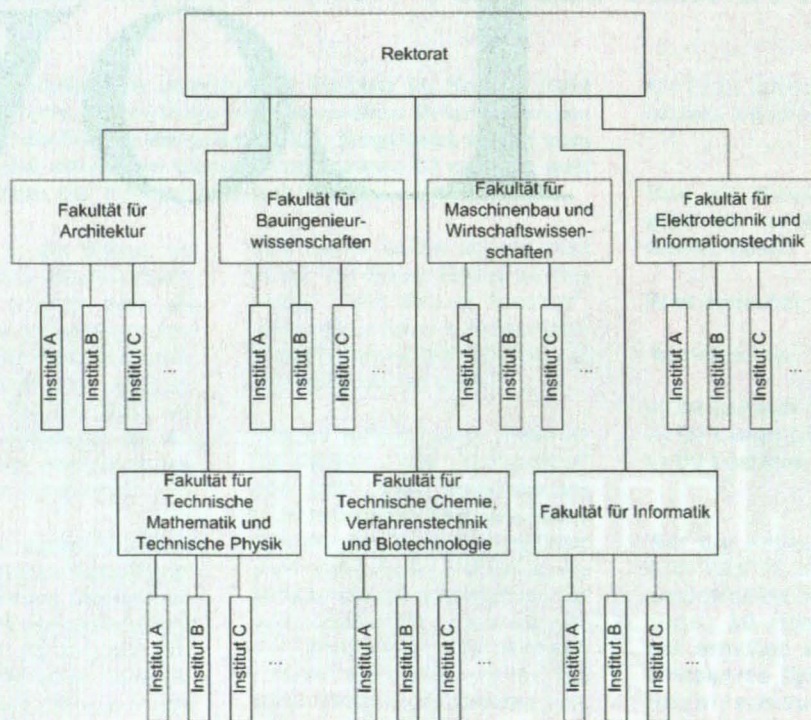 Rektorat
Fakultät für
Architektur
Fakultät für
Bauingenieur-
wissenschaften
Fakultät für
Maschinenbau und
Wirtschaftswissen-
schaften
Fakultät für
Elektrotechnik und
Informationstechnik
Institut A
Institut B
Institut C
...
Institut A
Institut B
Institut C
...
Institut A
Institut B
Institut C
...
Institut A
Institut B
Institut C
...
Fakultät für
Technische
Mathematik und
Technische Physik
Fakultät für
Technische Chemie,
Verfahrenstechnik
und Biotechnologie
Fakultät für Informatik
Institut A
Institut B
Institut C
...
Institut A
Institut B
Institut C
...
Institut A
Institut B
Institut C
...